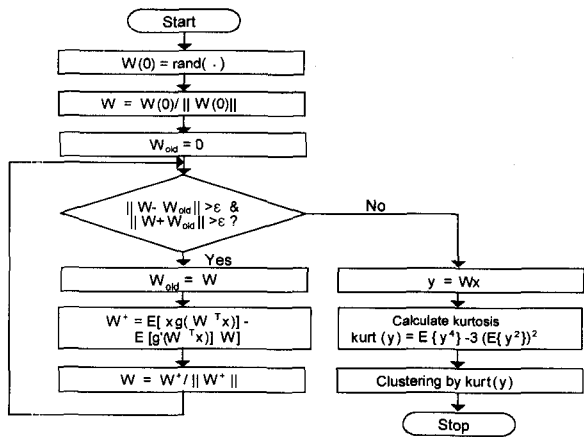 Start
W(0) = rand( . )
W = W(0)/ || W(0)||
W_old = 0
|| W- W_old || >ε &
|| W+ W_old || >ε ?
No
Yes
W_old = W
W⁺ = E[ xg( W ᵀx)] -
E [g'(W ᵀx)] W]
W = W⁺/ || W⁺ ||
y = Wx
Calculate kurtosis
kurt (y) = E {y⁴} -3 (E{y²})²
Clustering by kurt(y)
Stop